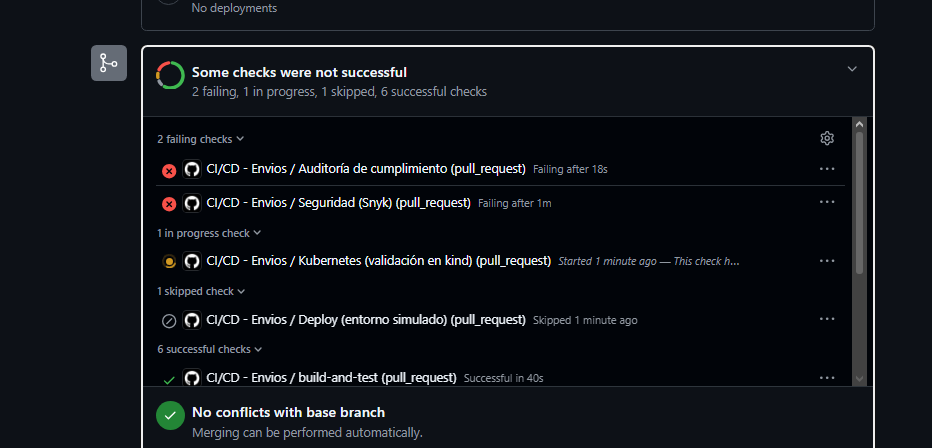 No deployments
Some checks were not successful
2 failing, 1 in progress, 1 skipped, 6 successful checks
2 failing checks
CI/CD - Envios / Auditoría de cumplimiento (pull_request) Failing after 18s
CI/CD - Envios / Seguridad (Snyk) (pull_request) Failing after 1m
1 in progress check
CI/CD - Envios / Kubernetes (validación en kind) (pull_request) Started 1 minute ago — This check h...
1 skipped check
CI/CD - Envios / Deploy (entorno simulado) (pull_request) Skipped 1 minute ago
6 successful checks
CI/CD - Envios / build-and-test (pull_request) Successful in 40s
No conflicts with base branch
Merging can be performed automatically.